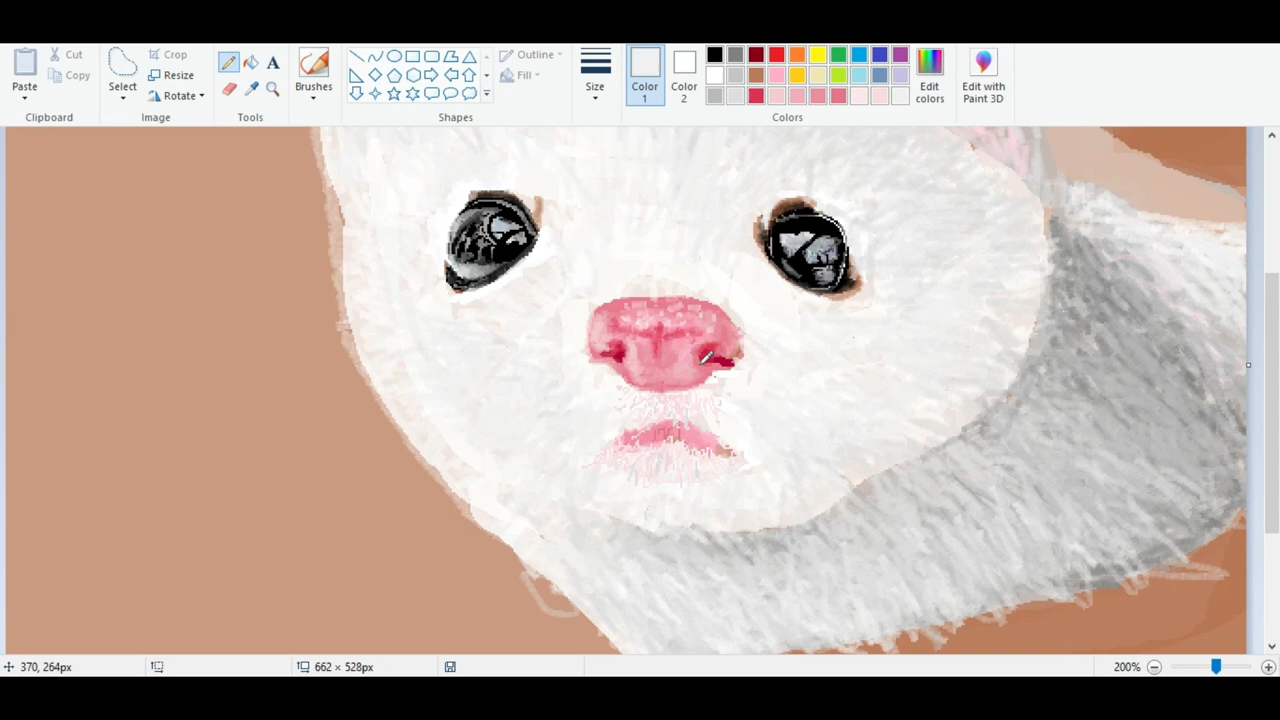 Paste
Cut
Copy
Clipboard
Select
Crop
Resize
Rotate
Image
A
Tools
Brushes
Outline
Fill
Shapes
Size
Color 1
Color 2
Edit colors
Colors
Edit with Paint 3D
370, 264px
662 × 528px
200%